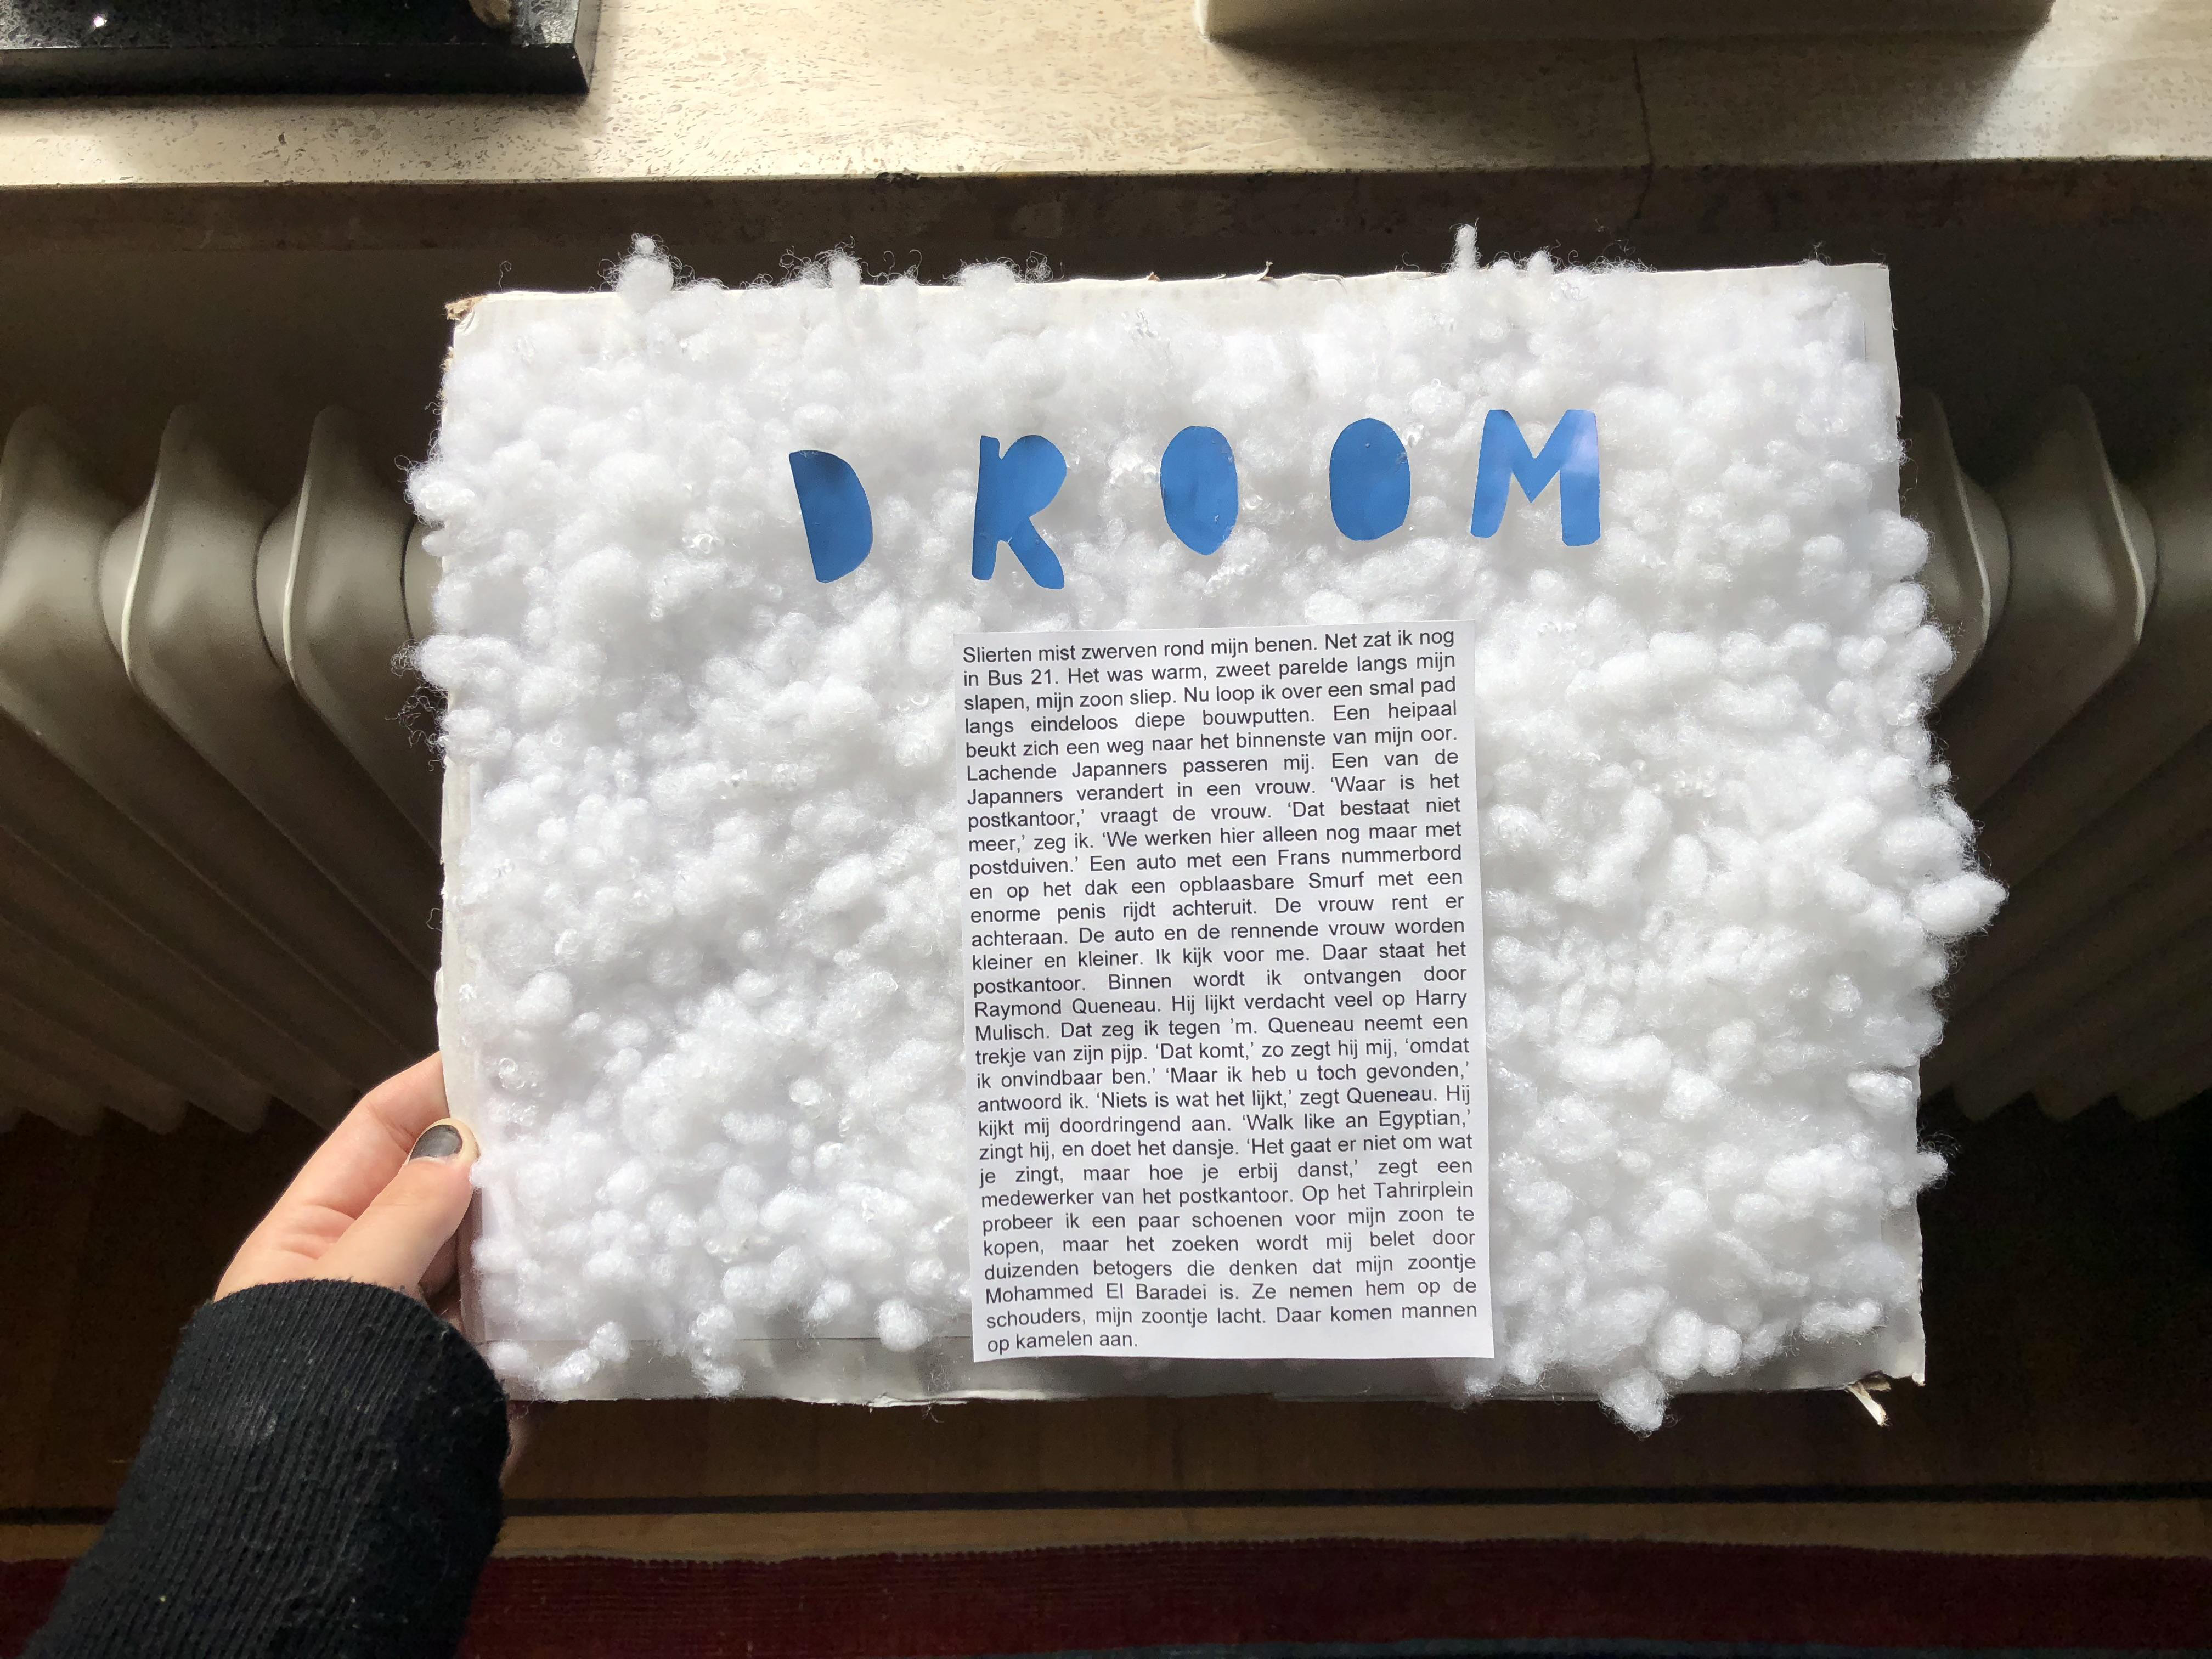 DROOM
Slierten mist zwerven rond mijn benen. Net zat ik nog
in Bus 21. Het was warm, zweet parelde langs mijn
slapen, mijn zoon sliep. Nu loop ik over een smal pad
langs eindeloos diepe bouwputten. Een heipaal
beukt zich een weg naar het binnenste van mijn oor.
Lachende Japanners passeren mij. Een van de
Japanners verandert in een vrouw. ‘Waar is het
postkantoor,’ vraagt de vrouw. ‘Dat bestaat niet
meer,’ zeg ik. ‘We werken hier alleen nog maar met
postduiven.’ Een auto met een Frans nummerbord
en op het dak een opblaasbare Smurf met een
enorme penis rijdt achteruit. De vrouw rent er
achteraan. De auto en de rennende vrouw worden
kleiner en kleiner. Ik kijk voor me. Daar staat het
postkantoor. Binnen wordt ik ontvangen door
Raymond Queneau. Hij lijkt verdacht veel op Harry
Mulisch. Dat zeg ik tegen ’m. Queneau neemt een
trekje van zijn pijp. ‘Dat komt,’ zo zegt hij mij, ‘omdat
ik onvindbaar ben.’ ‘Maar ik heb u toch gevonden,’
antwoord ik. ‘Niets is wat het lijkt,’ zegt Queneau. Hij
kijkt mij doordringend aan. ‘Walk like an Egyptian,’
zingt hij, en doet het dansje. ‘Het gaat er niet om wat
je zingt, maar hoe je erbij danst,’ zegt een
medewerker van het postkantoor. Op het Tahrirplein
probeer ik een paar schoenen voor mijn zoon te
kopen, maar het zoeken wordt mij belet door
duizenden betogers die denken dat mijn zoontje
Mohammed El Baradei is. Ze nemen hem op de
schouders, mijn zoontje lacht. Daar komen mannen
op kamelen aan.